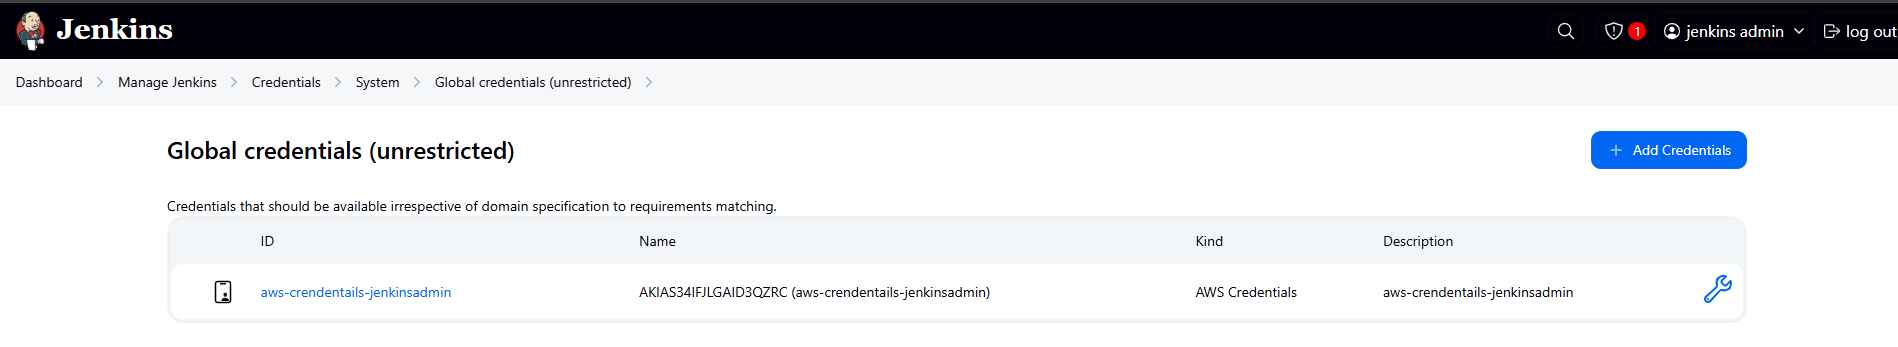 Jenkins
1
jenkins admin
log out
Dashboard
Manage Jenkins
Credentials
System
Global credentials (unrestricted)
Global credentials (unrestricted)
Add Credentials
Credentials that should be available irrespective of domain specification to requirements matching.
ID Name Kind Description
aws-crendentails-jenkinsadmin AKIAS34IFJLGAID3QZRC (aws-crendentails-jenkinsadmin) AWS Credentials aws-crendentails-jenkinsadmin